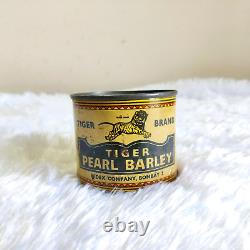 TIGER BRAND
TIGER
PEARL BARLEY
COMPANY, BOMBAY